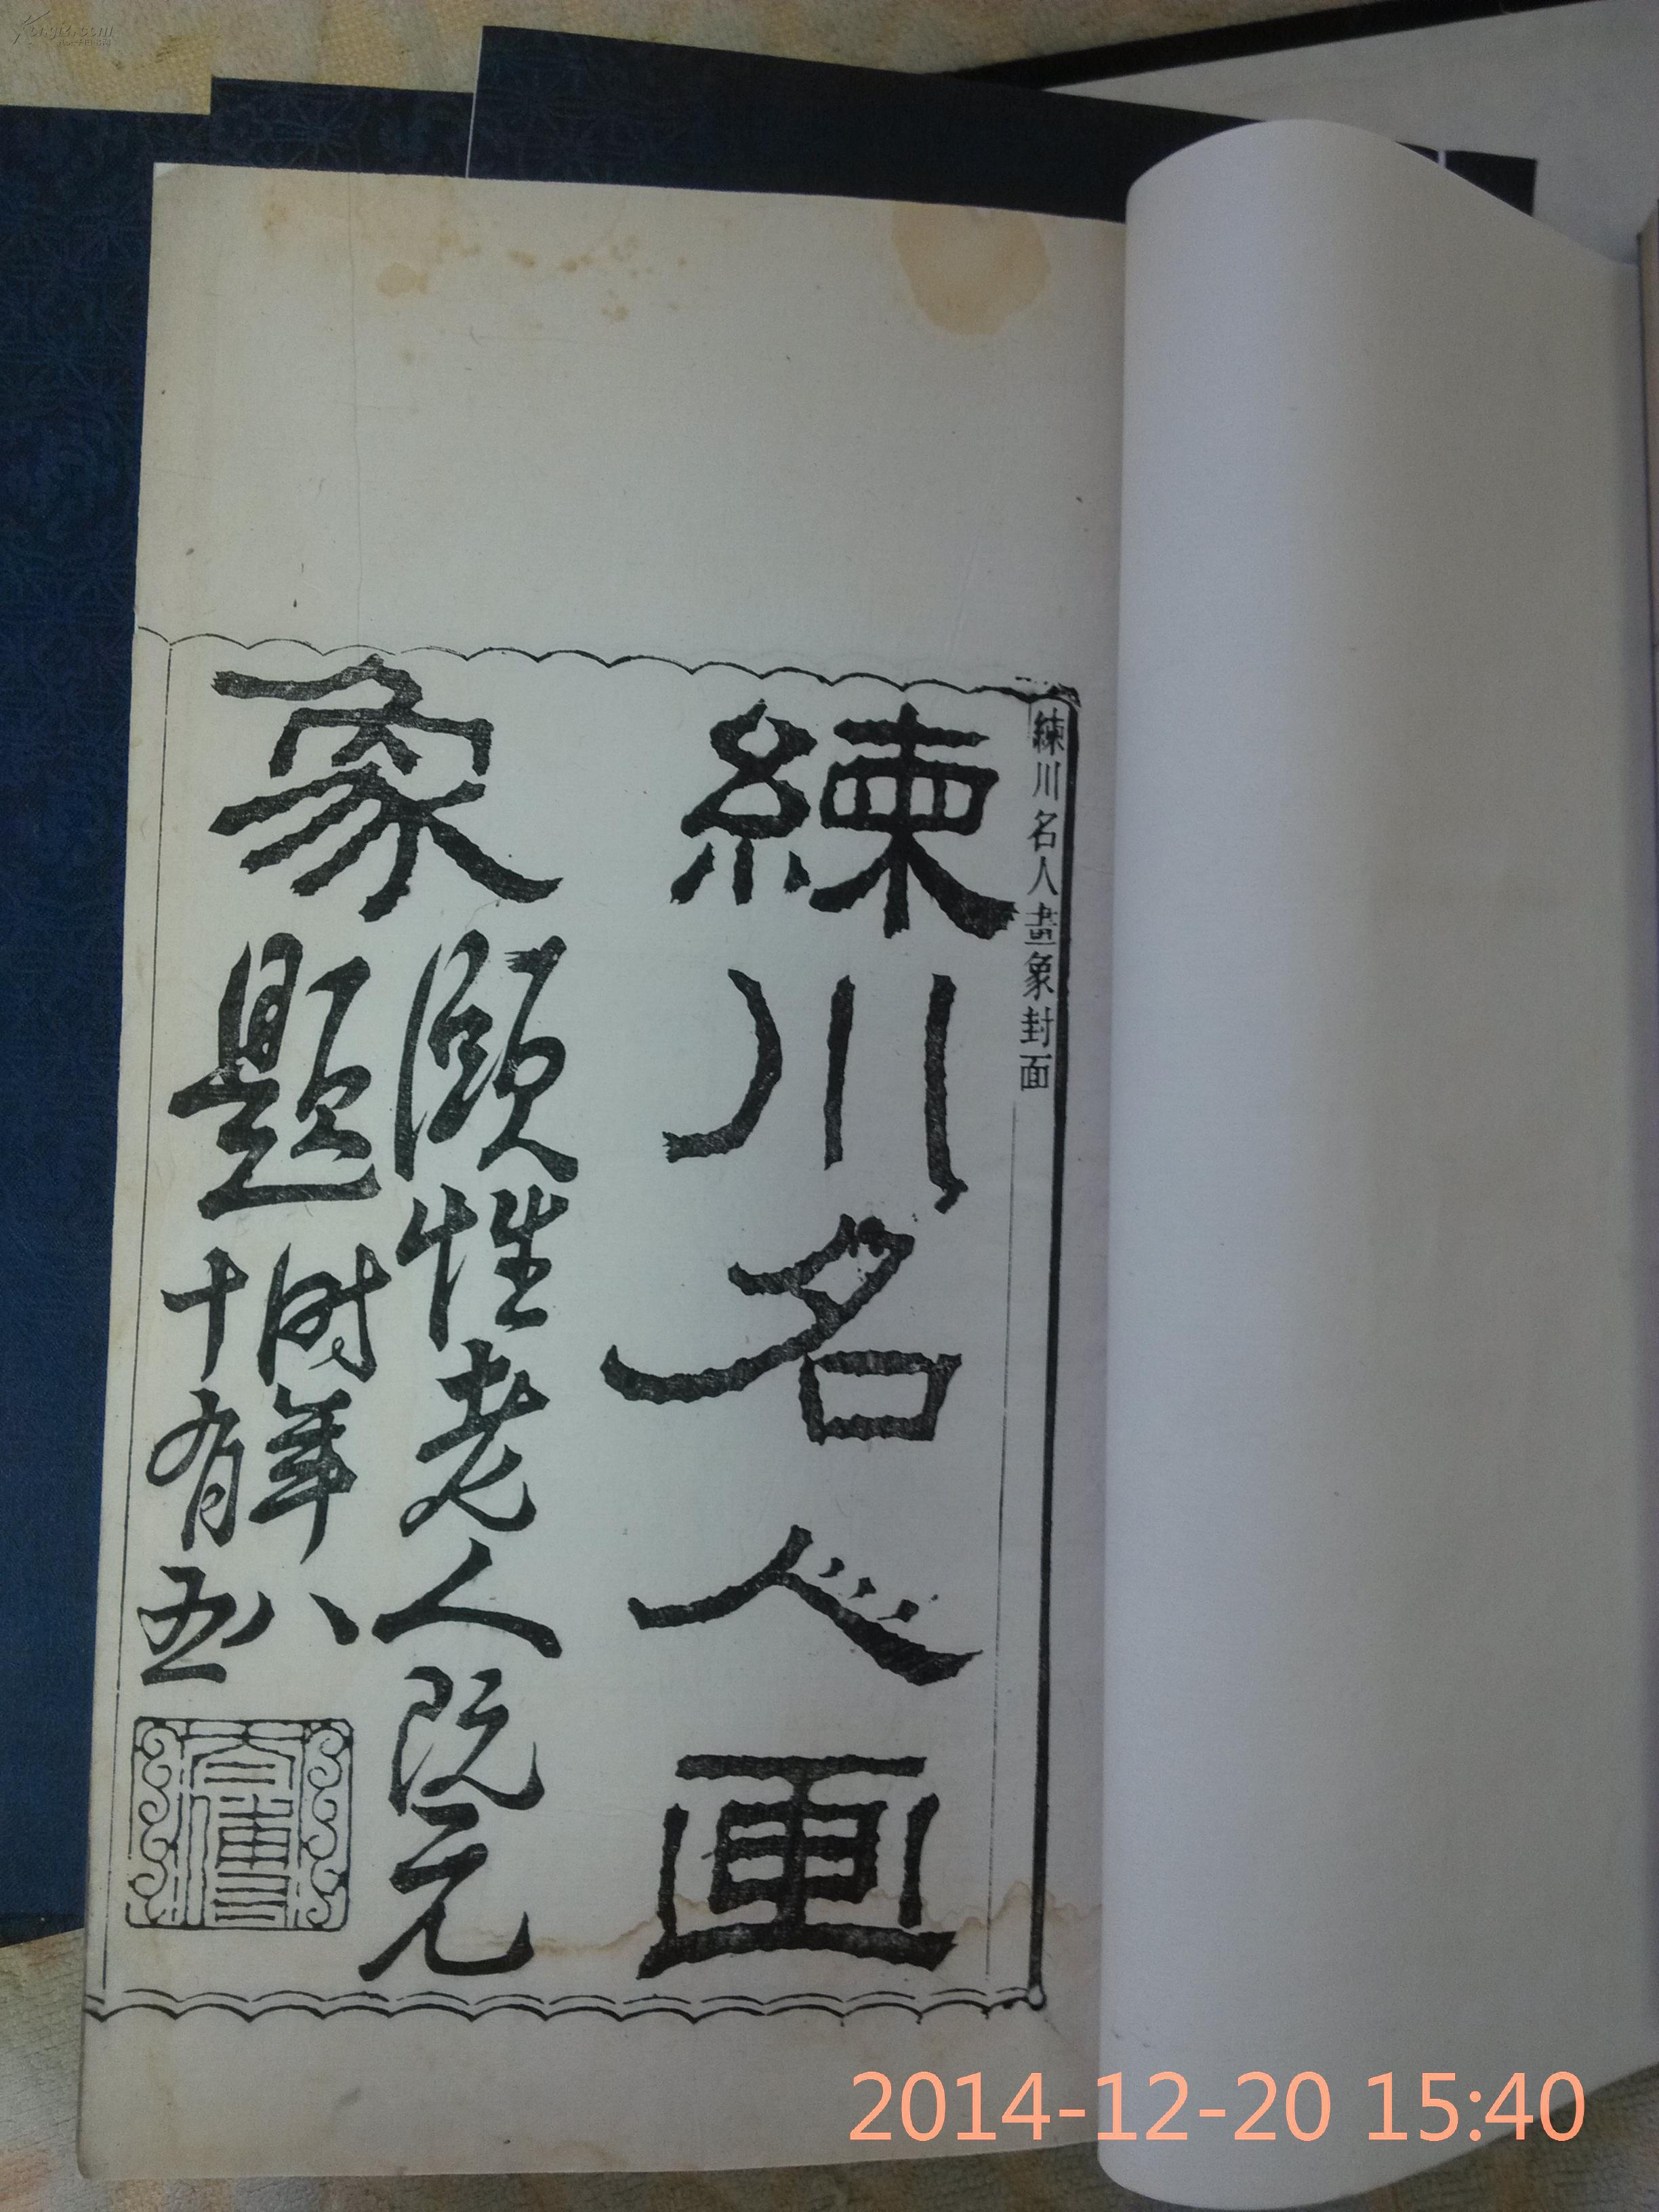 練川名人畫象封面
練川名人画
象
頤性老人阮元
題
時年八
十有五
2014-12-20 15:40